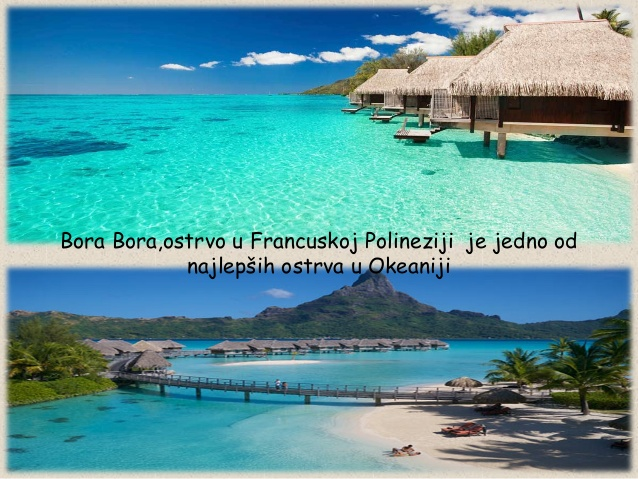 Bora Bora,ostrvo u Francuskoj Polineziji je jedno od
najlepših ostrva u Okeaniji